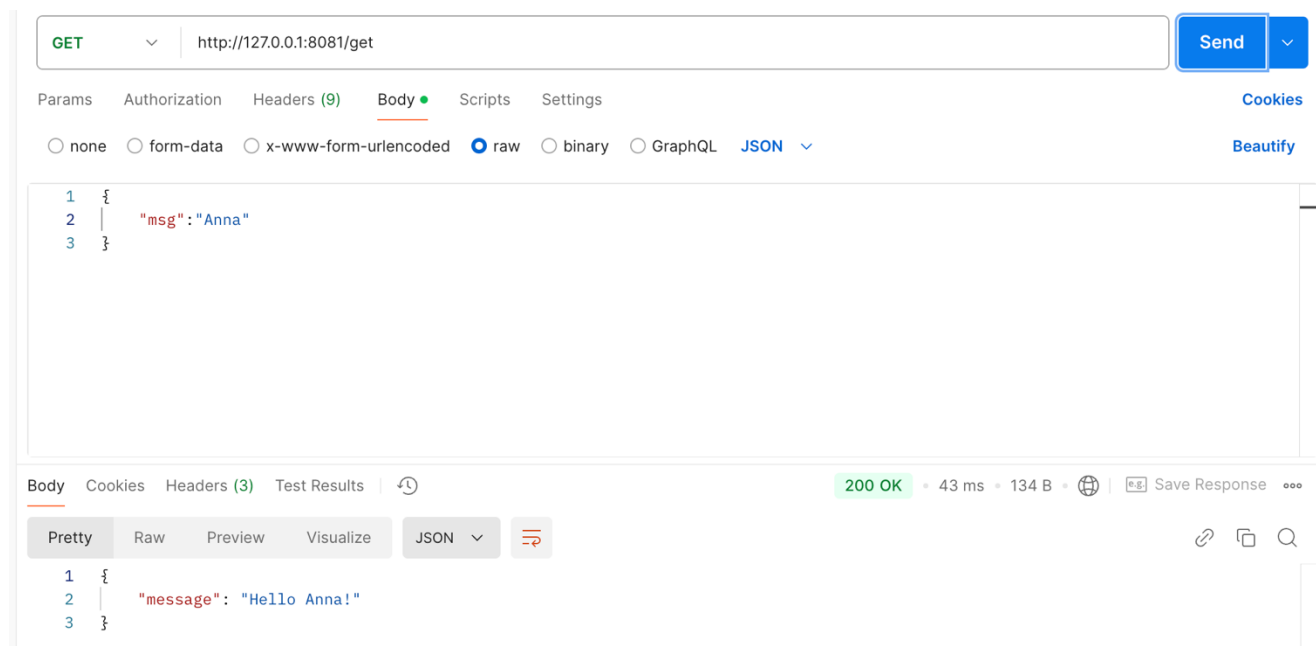 GET http://127.0.0.1:8081/get Send
Params Authorization Headers (9) Body Scripts Settings Cookies
none form-data x-www-form-urlencoded raw binary GraphQL JSON Beautify
1 {
2 "msg":"Anna"
3 }
Body Cookies Headers (3) Test Results 200 OK 43 ms 134 B e.g. Save Response
Pretty Raw Preview Visualize JSON
1 {
2 "message": "Hello Anna!"
3 }